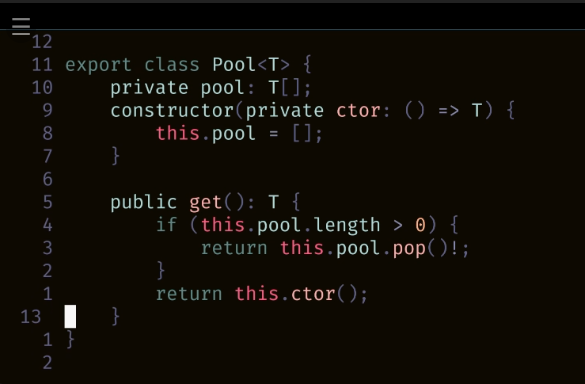 12
11 export class Pool<T> {
10     private pool: T[];
9     constructor(private ctor: () => T) {
8         this.pool = [];
7     }
6
5     public get(): T {
4         if (this.pool.length > 0) {
3             return this.pool.pop()!;
2         }
1         return this.ctor();
13     }
1 }
2